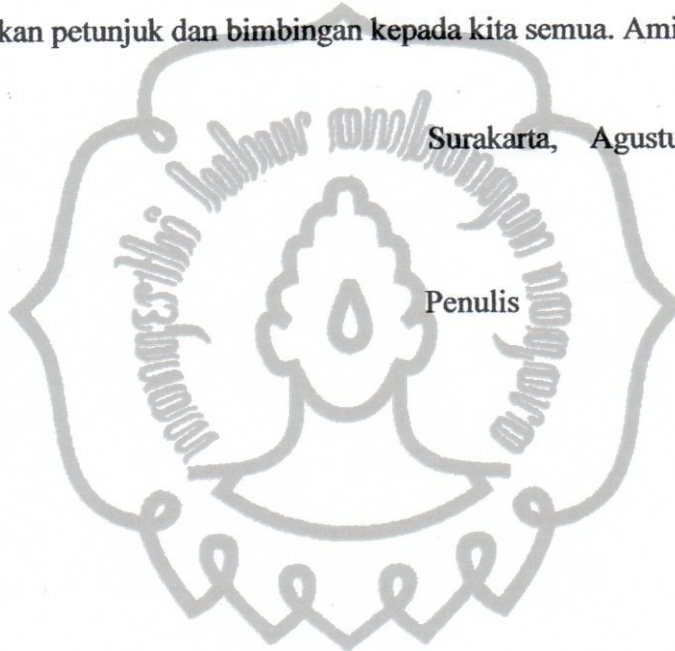 kan petunjuk dan bimbingan kepada kita semua. Ami
Surakarta, Agustu
Penulis